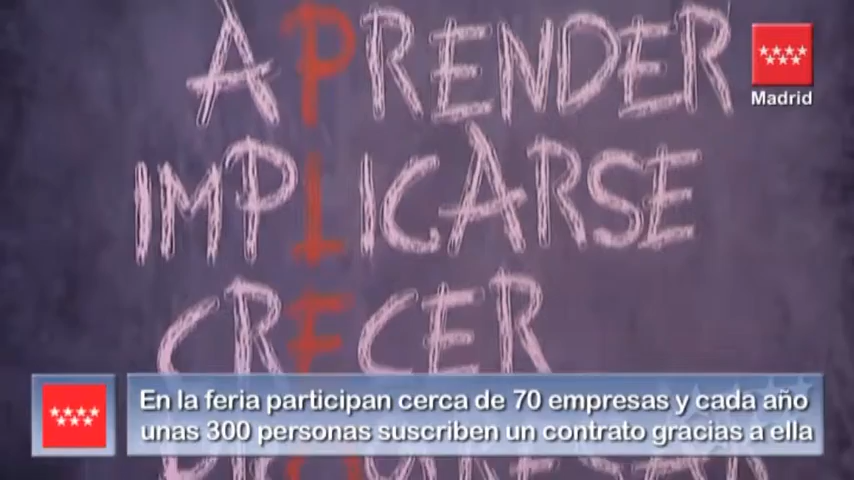 APRENDER
Madrid
IMPLICARSE
CRECER
En la feria participan cerca de 70 empresas y cada año
unas 300 personas suscriben un contrato gracias a ella